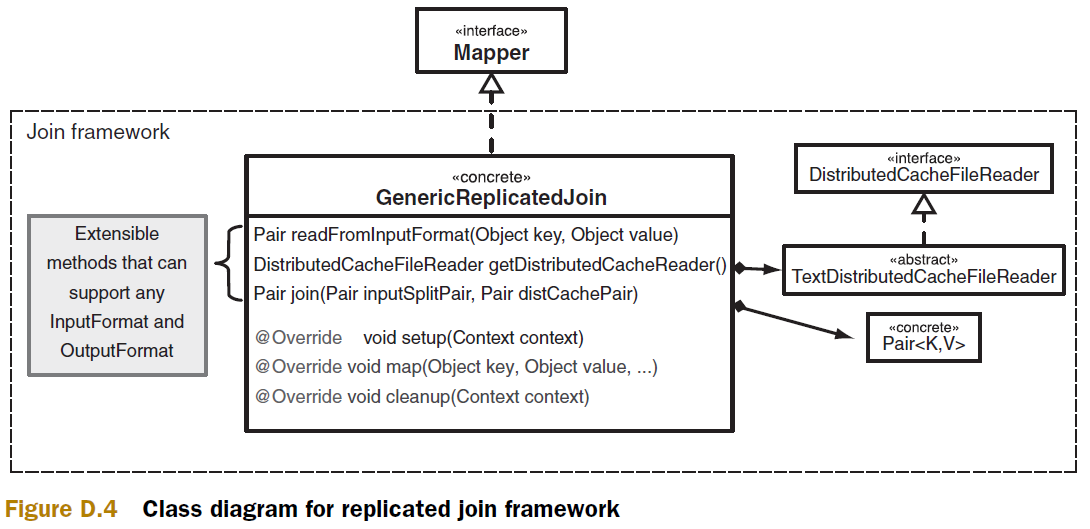 «interface»
Mapper
Join framework
«concrete»
GenericReplicatedJoin
Pair readFromInputFormat(Object key, Object value)
DistributedCacheFileReader getDistributedCacheReader()
Pair join(Pair inputSplitPair, Pair distCachePair)
@Override void setup(Context context)
@Override void map(Object key, Object value, ...)
@Override void cleanup(Context context)
Extensible
methods that can
support any
InputFormat and
OutputFormat
«interface»
DistributedCacheFileReader
«abstract»
TextDistributedCacheFileReader
«concrete»
Pair<K,V>
Figure D.4 Class diagram for replicated join framework